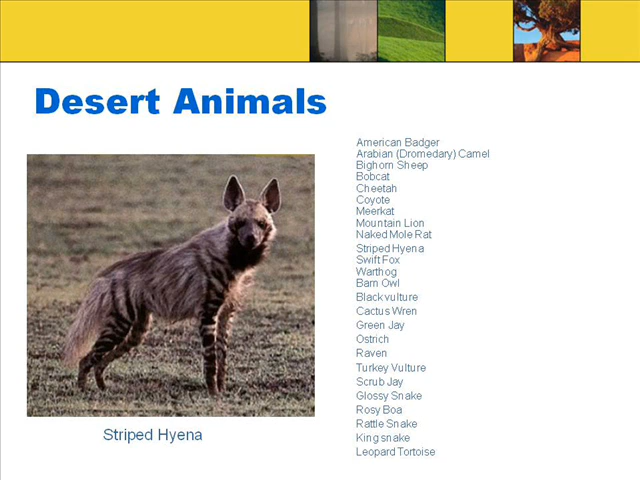 Desert Animals
American Badger
Arabian (Dromedary) Camel
Bighorn Sheep
Bobcat
Cheetah
Coyote
Meerkat
Mountain Lion
Naked Mole Rat
Striped Hyena
Swift Fox
Warthog
Barn Owl
Black vulture
Cactus Wren
Green Jay
Ostrich
Raven
Turkey Vulture
Scrub Jay
Glossy Snake
Rosy Boa
Rattle Snake
King snake
Leopard Tortoise
Striped Hyena